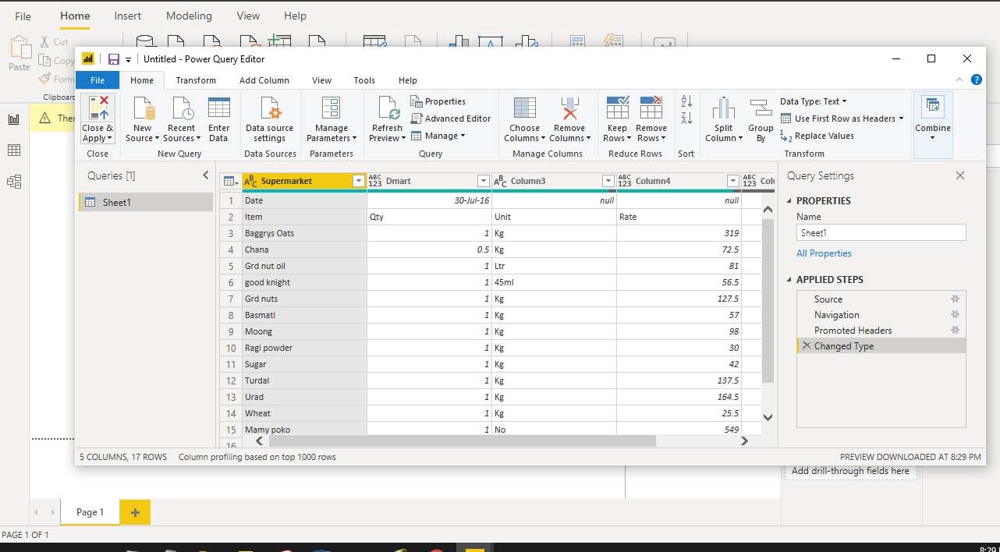 File Home Insert Modeling View Help
Cut
Copy
Paste
Form
Clipboard
Ther
Untitled - Power Query Editor
File Home Transform Add Column View Tools Help
Close & Apply
New Source
Recent Sources
Enter Data
Data source settings
Manage Parameters
Refresh Preview
Properties
Advanced Editor
Manage
Choose Columns
Remove Columns
Keep Rows
Remove Rows
Split Column
Group By
Data Type: Text
Use First Row as Headers
Replace Values
Combine
Close New Query Data Sources Parameters Query Manage Columns Reduce Rows Sort Transform
Queries [1]
Sheet1
ABC Supermarket ABC 123 Dmart ABC Column3 ABC 123 Column4 ABC 123 Colu
1 Date 30-Jul-16 null null
2 Item Qty Unit Rate
3 Baggrys Oats 1 Kg 319
4 Chana 0.5 Kg 72.5
5 Grd nut oil 1 Ltr 81
6 good knight 1 45ml 56.5
7 Grd nuts 1 Kg 127.5
8 Basmati 1 Kg 57
9 Moong 1 Kg 98
10 Ragi powder 1 Kg 30
11 Sugar 1 Kg 42
12 Turdal 1 Kg 137.5
13 Urad 1 Kg 164.5
14 Wheat 1 Kg 25.5
15 Mamy poko 1 No 549
16
Query Settings
PROPERTIES
Name
Sheet1
All Properties
APPLIED STEPS
Source
Navigation
Promoted Headers
Changed Type
5 COLUMNS, 17 ROWS Column profiling based on top 1000 rows PREVIEW DOWNLOADED AT 8:29 PM
Add drill-through fields here
Page 1
PAGE 1 OF 1
8:29